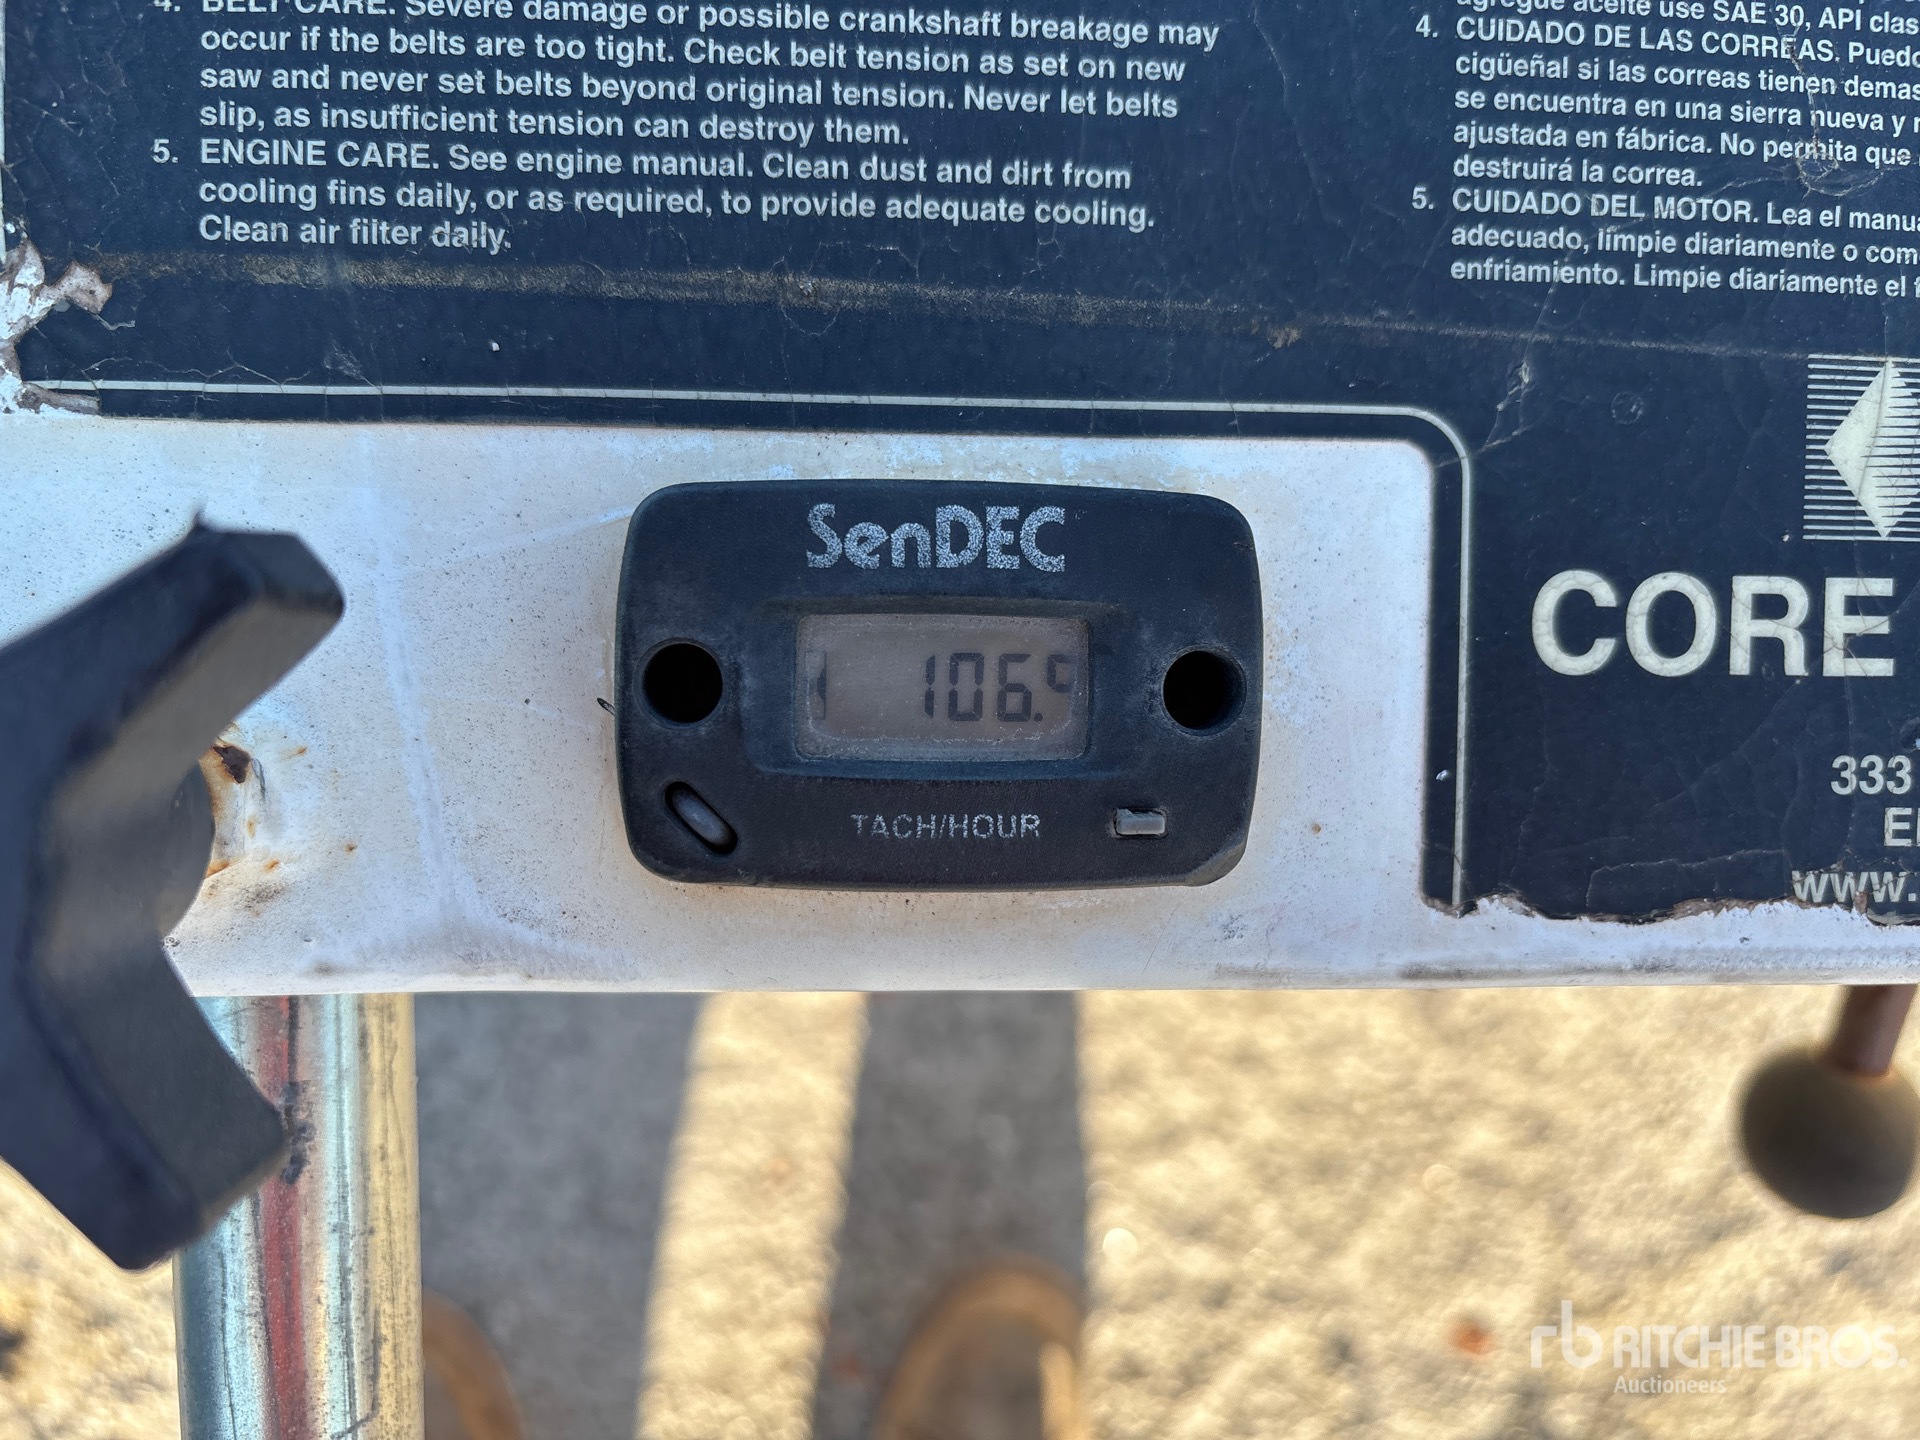 4. BELT CARE. Severe damage or possible crankshaft breakage may
occur if the belts are too tight. Check belt tension as set on new
saw and never set belts beyond original tension. Never let belts
slip, as insufficient tension can destroy them.
5. ENGINE CARE. See engine manual. Clean dust and dirt from
cooling fins daily, or as required, to provide adequate cooling.
Clean air filter daily.
agregue aceite use SAE 30, API
4. CUIDADO DE LAS CORREAS.
cigüeñal si las correas tienen
se encuentra en una sierra nueva y
ajustada en fábrica. No permita que
destruirá la correa.
5. CUIDADO DEL MOTOR. Lea el
adecuado, limpie diariamente o
enfriamiento. Limpie diariamente el
SenDEC
106.
TACH/HOUR
CORE
333
www.
rb RITCHIE BROS.
Auctioneers